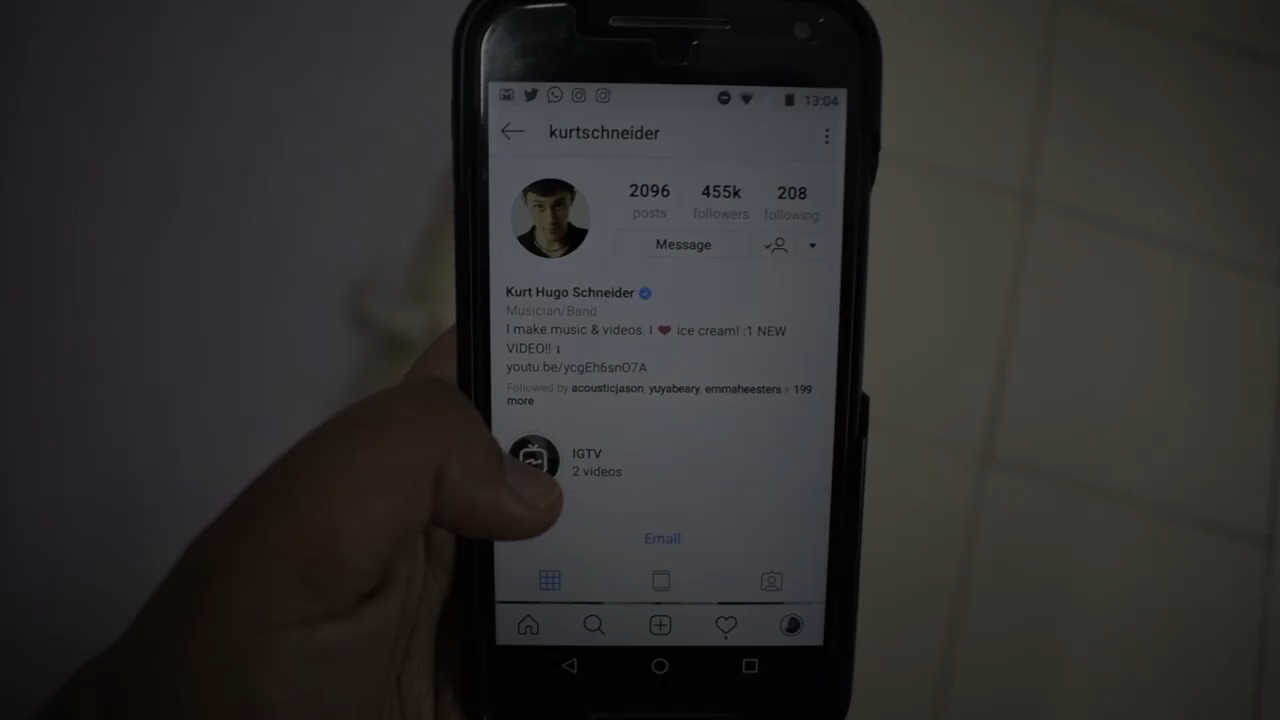 13:04
kurtschneider
2096 455k 208
posts followers following
Message
Kurt Hugo Schneider
Musician/Band
I make music & videos. I ❤ ice cream! :1 NEW
VIDEO!! ⭣
youtu.be/ycgEh6snO7A
Followed by acousticjason, yuyabeary, emmaheesters + 199
more
IGTV
2 videos
Email